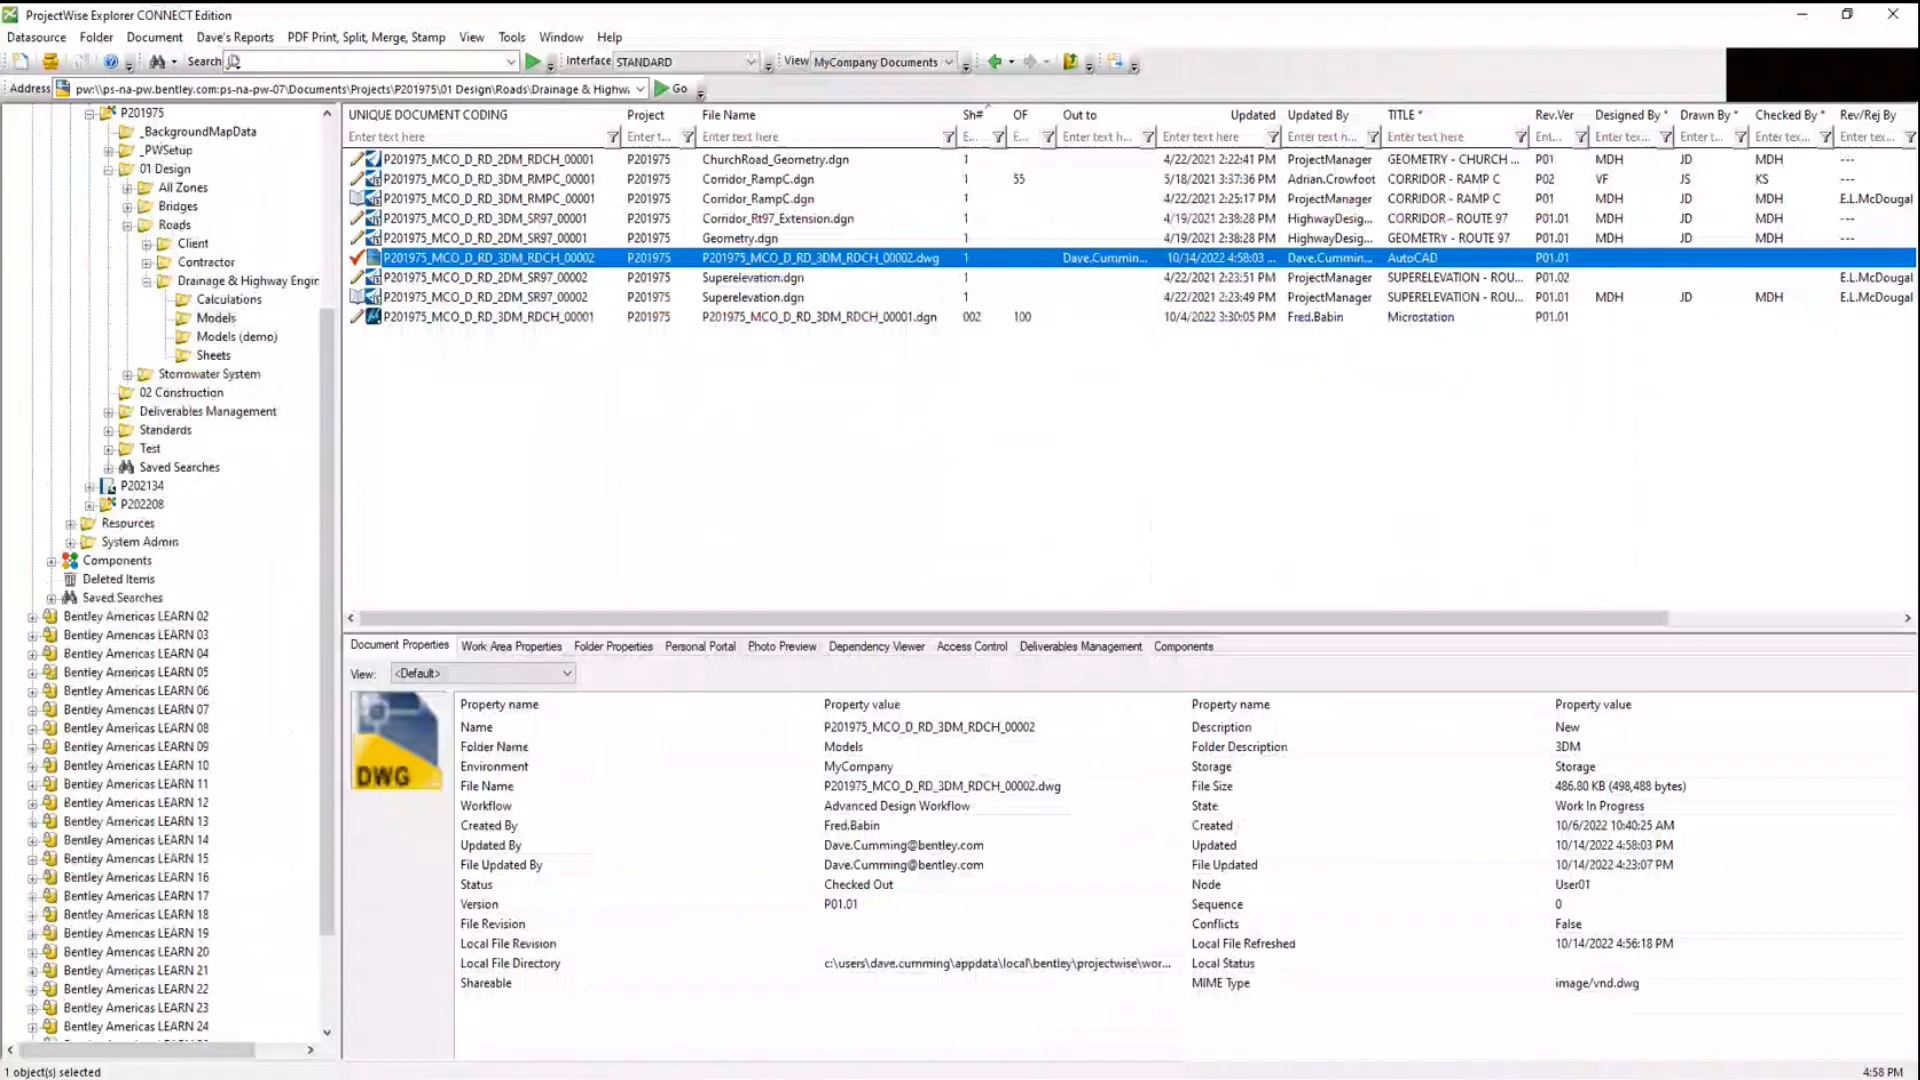 ProjectWise Explorer CONNECT Edition
Datasource Folder Document Dave's Reports PDF Print, Split, Merge, Stamp View Tools Window Help
Search Interface STANDARD View MyCompany Documents
Address pw:\\ps-na-pw.bentley.com:ps-na-pw-07\Documents\Projects\P201975\01 Design\Roads\Drainage & Highw Go
P201975
_BackgroundMapData
_PWSetup
01 Design
All Zones
Bridges
Roads
Client
Contractor
Drainage & Highway Engir
Calculations
Models
Models (demo)
Sheets
Stormwater System
02 Construction
Deliverables Management
Standards
Test
Saved Searches
P202134
P202208
Resources
System Admin
Components
Deleted Items
Saved Searches
Bentley Americas LEARN 02
Bentley Americas LEARN 03
Bentley Americas LEARN 04
Bentley Americas LEARN 05
Bentley Americas LEARN 06
Bentley Americas LEARN 07
Bentley Americas LEARN 08
Bentley Americas LEARN 09
Bentley Americas LEARN 10
Bentley Americas LEARN 11
Bentley Americas LEARN 12
Bentley Americas LEARN 13
Bentley Americas LEARN 14
Bentley Americas LEARN 15
Bentley Americas LEARN 16
Bentley Americas LEARN 17
Bentley Americas LEARN 18
Bentley Americas LEARN 19
Bentley Americas LEARN 20
Bentley Americas LEARN 21
Bentley Americas LEARN 22
Bentley Americas LEARN 23
Bentley Americas LEARN 24
UNIQUE DOCUMENT CODING Project File Name Sh# OF Out to Updated Updated By TITLE * Rev.Ver Designed By * Drawn By * Checked By * Rev/Rej By
Enter text here Enter t... Enter text here E... E... Enter text h... Enter text here Enter text h... Enter text here Ent... Enter tex... Enter t... Enter tex... Enter tex...
P201975_MCO_D_RD_2DM_RDCH_00001 P201975 ChurchRoad_Geometry.dgn 1 4/22/2021 2:22:41 PM ProjectManager GEOMETRY - CHURCH ... P01 MDH JD MDH ---
P201975_MCO_D_RD_3DM_RMPC_00001 P201975 Corridor_RampC.dgn 1 55 5/18/2021 3:37:36 PM Adrian.Crowfoot CORRIDOR - RAMP C P02 VF JS KS ---
P201975_MCO_D_RD_3DM_RMPC_00001 P201975 Corridor_RampC.dgn 1 4/22/2021 2:25:17 PM ProjectManager CORRIDOR - RAMP C P01 MDH JD MDH E.L.McDougal
P201975_MCO_D_RD_3DM_SR97_00001 P201975 Corridor_Rt97_Extension.dgn 1 4/19/2021 2:38:28 PM HighwayDesig... CORRIDOR - ROUTE 97 P01.01 MDH JD MDH ---
P201975_MCO_D_RD_2DM_SR97_00001 P201975 Geometry.dgn 1 4/19/2021 2:38:28 PM HighwayDesig... GEOMETRY - ROUTE 97 P01.01 MDH JD MDH ---
P201975_MCO_D_RD_3DM_RDCH_00002 P201975 P201975_MCO_D_RD_3DM_RDCH_00002.dwg 1 Dave.Cummin... 10/14/2022 4:58:03 ... Dave.Cummin... AutoCAD P01.01
P201975_MCO_D_RD_2DM_SR97_00002 P201975 Superelevation.dgn 1 4/22/2021 2:23:51 PM ProjectManager SUPERELEVATION - ROU... P01.02 E.L.McDougal
P201975_MCO_D_RD_2DM_SR97_00002 P201975 Superelevation.dgn 1 4/22/2021 2:23:49 PM ProjectManager SUPERELEVATION - ROU... P01.01 MDH JD MDH E.L.McDougal
P201975_MCO_D_RD_3DM_RDCH_00001 P201975 P201975_MCO_D_RD_3DM_RDCH_00001.dgn 002 100 10/4/2022 3:30:05 PM Fred.Babin Microstation P01.01
Document Properties Work Area Properties Folder Properties Personal Portal Photo Preview Dependency Viewer Access Control Deliverables Management Components
View: <Default>
DWG
Property name Property value Property name Property value
Name P201975_MCO_D_RD_3DM_RDCH_00002 Description New
Folder Name Models Folder Description 3DM
Environment MyCompany Storage Storage
File Name P201975_MCO_D_RD_3DM_RDCH_00002.dwg File Size 486.80 KB (498,488 bytes)
Workflow Advanced Design Workflow State Work In Progress
Created By Fred.Babin Created 10/6/2022 10:40:25 AM
Updated By Dave.Cumming@bentley.com Updated 10/14/2022 4:58:03 PM
File Updated By Dave.Cumming@bentley.com File Updated 10/14/2022 4:23:07 PM
Status Checked Out Node User01
Version P01.01 Sequence 0
File Revision Conflicts False
Local File Revision Local File Refreshed 10/14/2022 4:56:18 PM
Local File Directory c:\users\dave.cumming\appdata\local\bentley\projectwise\wor... Local Status
Shareable MIME Type image/vnd.dwg
1 object(s) selected 4:58 PM